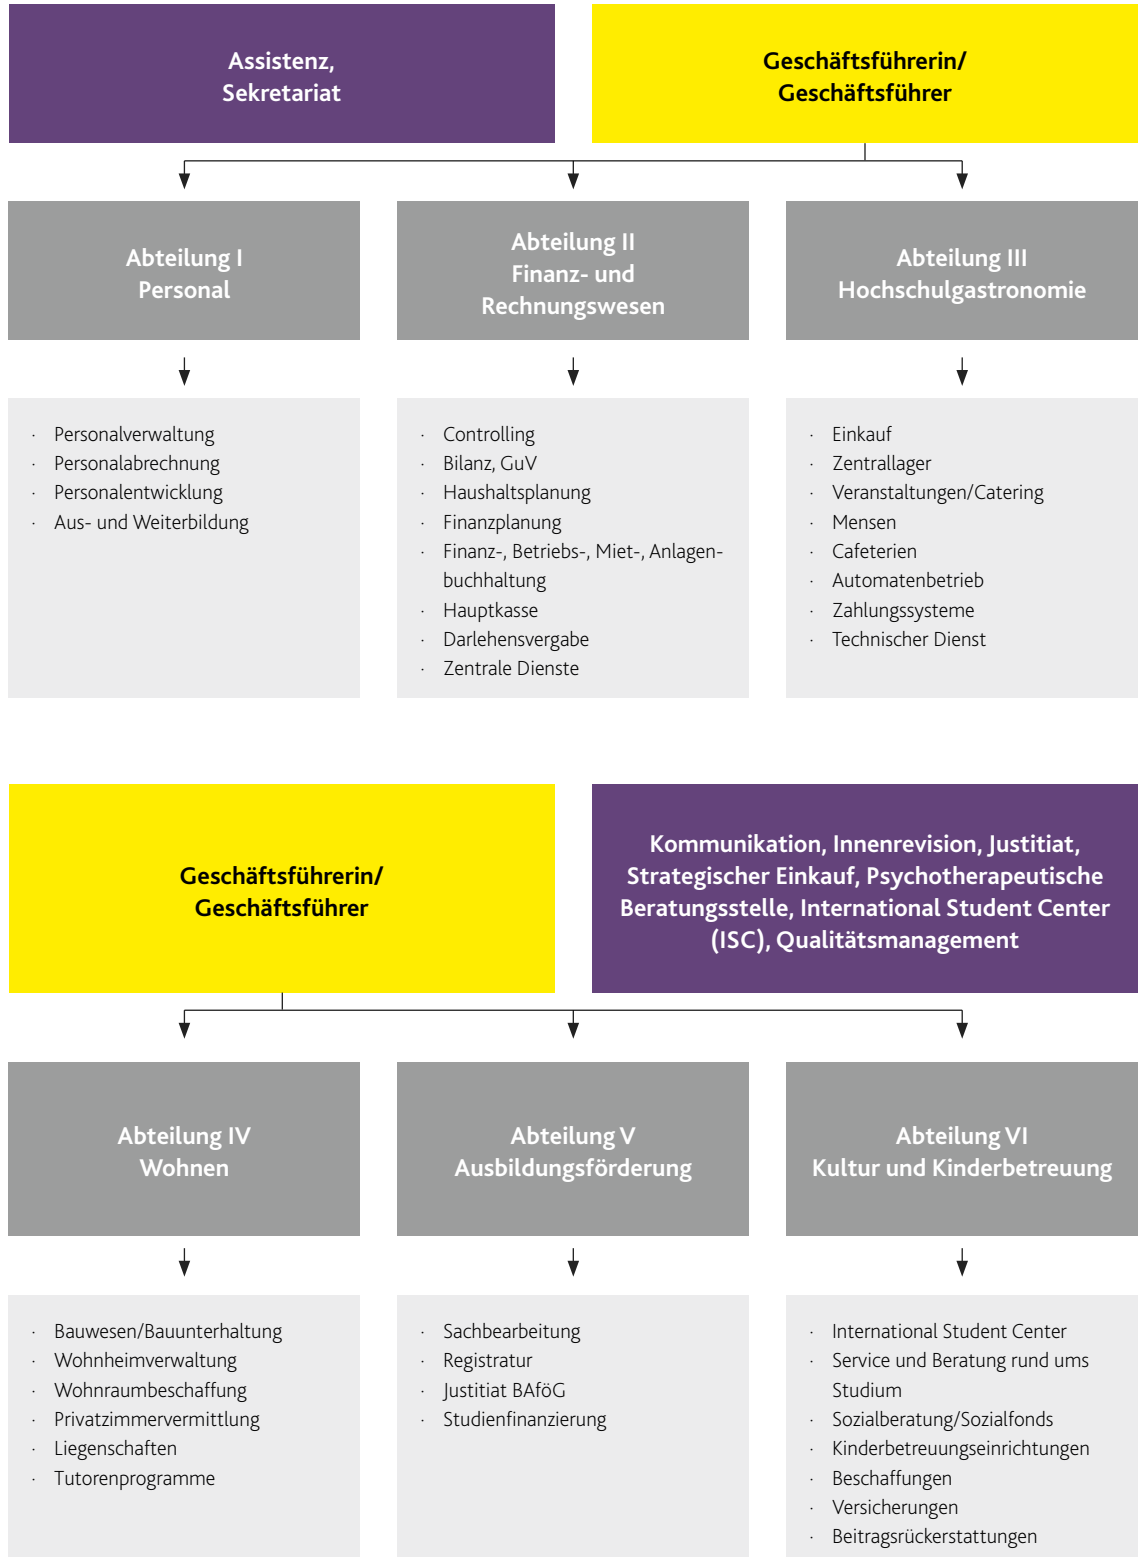 Assistenz,
Sekretariat
Geschäftsführerin/
Geschäftsführer
Abteilung I
Personal
Abteilung II
Finanz- und
Rechnungswesen
Abteilung III
Hochschulgastronomie
· Personalverwaltung
· Personalabrechnung
· Personalentwicklung
· Aus- und Weiterbildung
· Controlling
· Bilanz, GuV
· Haushaltsplanung
· Finanzplanung
· Finanz-, Betriebs-, Miet-, Anlagen-
buchhaltung
· Hauptkasse
· Darlehensvergabe
· Zentrale Dienste
· Einkauf
· Zentrallager
· Veranstaltungen/Catering
· Mensen
· Cafeterien
· Automatenbetrieb
· Zahlungssysteme
· Technischer Dienst
Geschäftsführerin/
Geschäftsführer
Kommunikation, Innenrevision, Justitiat,
Strategischer Einkauf, Psychotherapeutische
Beratungsstelle, International Student Center
(ISC), Qualitätsmanagement
Abteilung IV
Wohnen
Abteilung V
Ausbildungsförderung
Abteilung VI
Kultur und Kinderbetreuung
· Bauwesen/Bauunterhaltung
· Wohnheimverwaltung
· Wohnraumbeschaffung
· Privatzimmervermittlung
· Liegenschaften
· Tutorenprogramme
· Sachbearbeitung
· Registratur
· Justitiat BAföG
· Studienfinanzierung
· International Student Center
· Service und Beratung rund ums
Studium
· Sozialberatung/Sozialfonds
· Kinderbetreuungseinrichtungen
· Beschaffungen
· Versicherungen
· Beitragsrückerstattungen